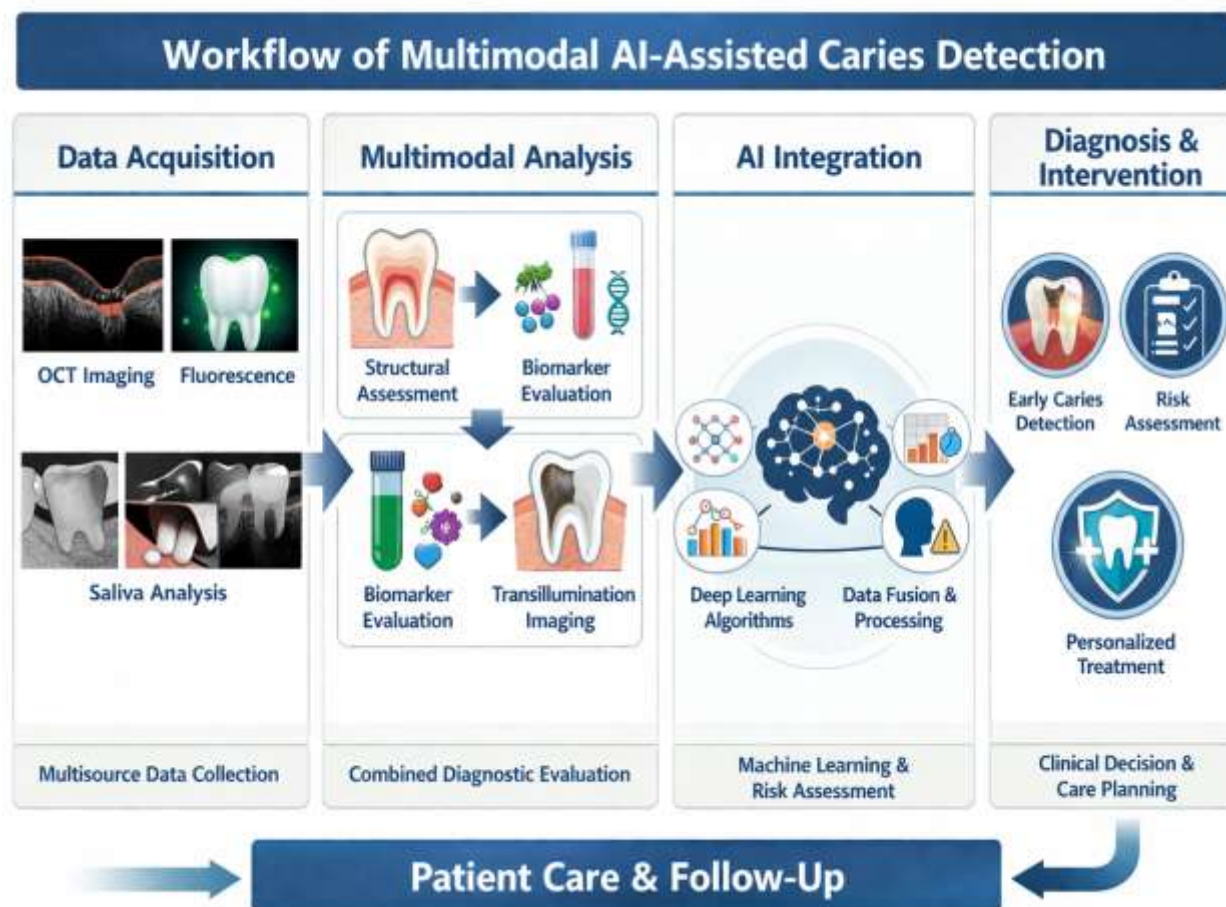 Workflow of Multimodal AI-Assisted Caries Detection
Data Acquisition
OCT Imaging
Fluorescence
Saliva Analysis
Multisource Data Collection
Multimodal Analysis
Structural
Assessment
Biomarker
Evaluation
Biomarker
Evaluation
Transillumination
Imaging
Combined Diagnostic Evaluation
AI Integration
Deep Learning
Algorithms
Data Fusion &
Processing
Machine Learning &
Risk Assessment
Diagnosis &
Intervention
Early Caries
Detection
Risk
Assessment
Personalized
Treatment
Clinical Decision &
Care Planning
Patient Care & Follow-Up